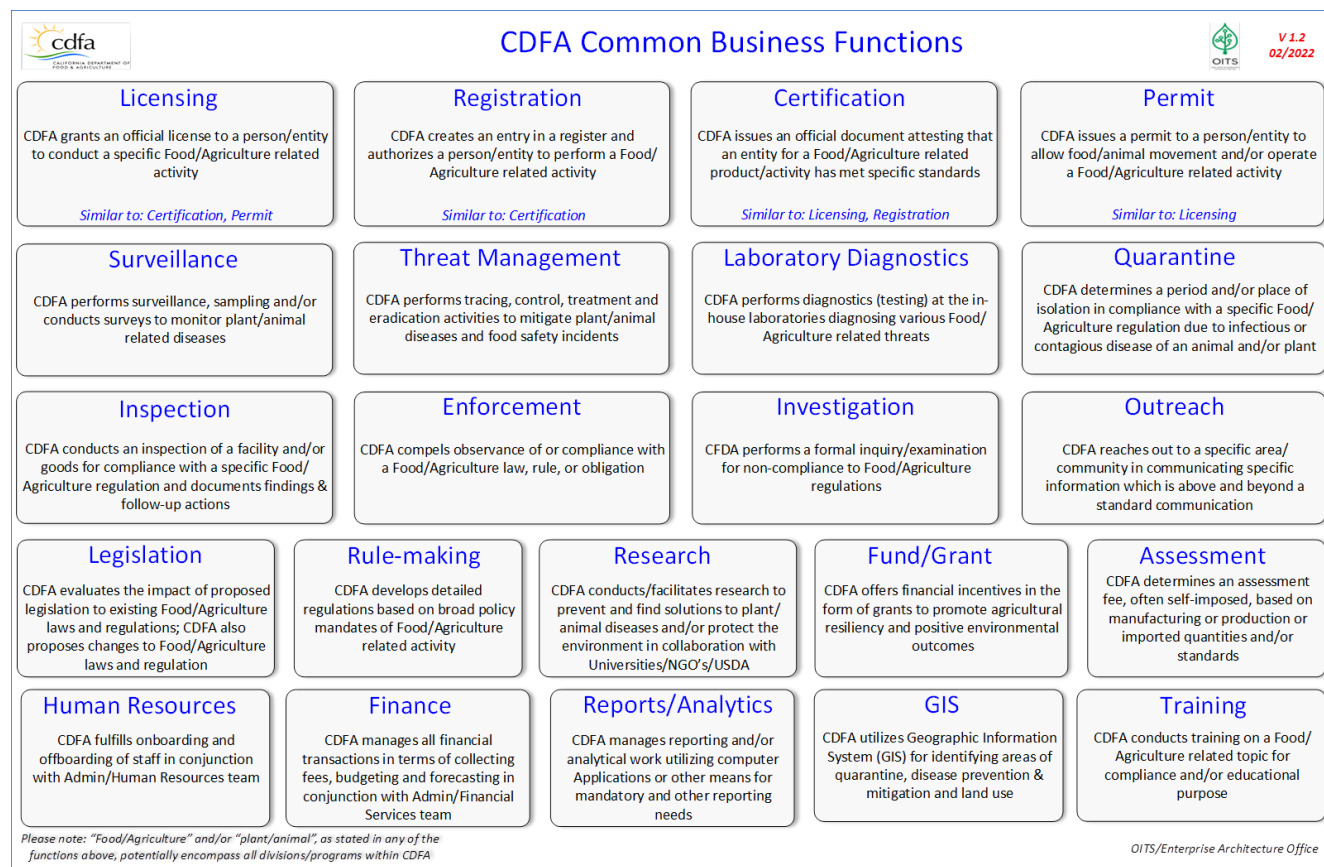 cdfa
CALIFORNIA DEPARTMENT OF
FOOD & AGRICULTURE
CDFA Common Business Functions
OITS
V 1.2
02/2022
Licensing
CDFA grants an official license to a person/entity
to conduct a specific Food/Agriculture related
activity
Similar to: Certification, Permit
Registration
CDFA creates an entry in a register and
authorizes a person/entity to perform a Food/
Agriculture related activity
Similar to: Certification
Certification
CDFA issues an official document attesting that
an entity for a Food/Agriculture related
product/activity has met specific standards
Similar to: Licensing, Registration
Permit
CDFA issues a permit to a person/entity to
allow food/animal movement and/or operate
a Food/Agriculture related activity
Similar to: Licensing
Surveillance
CDFA performs surveillance, sampling and/or
conducts surveys to monitor plant/animal
related diseases
Threat Management
CDFA performs tracing, control, treatment and
eradication activities to mitigate plant/animal
diseases and food safety incidents
Laboratory Diagnostics
CDFA performs diagnostics (testing) at the in-
house laboratories diagnosing various Food/
Agriculture related threats
Quarantine
CDFA determines a period and/or place of
isolation in compliance with a specific Food/
Agriculture regulation due to infectious or
contagious disease of an animal and/or plant
Inspection
CDFA conducts an inspection of a facility and/or
goods for compliance with a specific Food/
Agriculture regulation and documents findings &
follow-up actions
Enforcement
CDFA compels observance of or compliance with
a Food/Agriculture law, rule, or obligation
Investigation
CFDA performs a formal inquiry/examination
for non-compliance to Food/Agriculture
regulations
Outreach
CDFA reaches out to a specific area/
community in communicating specific
information which is above and beyond a
standard communication
Legislation
CDFA evaluates the impact of proposed
legislation to existing Food/Agriculture
laws and regulations; CDFA also
proposes changes to Food/Agriculture
laws and regulation
Rule-making
CDFA develops detailed
regulations based on broad policy
mandates of Food/Agriculture
related activity
Research
CDFA conducts/facilitates research to
prevent and find solutions to plant/
animal diseases and/or protect the
environment in collaboration with
Universities/NGO's/USDA
Fund/Grant
CDFA offers financial incentives in the
form of grants to promote agricultural
resiliency and positive environmental
outcomes
Assessment
CDFA determines an assessment
fee, often self-imposed, based on
manufacturing or production or
imported quantities and/or
standards
Human Resources
CDFA fulfills onboarding and
offboarding of staff in conjunction
with Admin/Human Resources team
Finance
CDFA manages all financial
transactions in terms of collecting
fees, budgeting and forecasting in
conjunction with Admin/Financial
Services team
Reports/Analytics
CDFA manages reporting and/or
analytical work utilizing computer
Applications or other means for
mandatory and other reporting
needs
GIS
CDFA utilizes Geographic Information
System (GIS) for identifying areas of
quarantine, disease prevention &
mitigation and land use
Training
CDFA conducts training on a Food/
Agriculture related topic for
compliance and/or educational
purpose
Please note: "Food/Agriculture" and/or "plant/animal", as stated in any of the
functions above, potentially encompass all divisions/programs within CDFA
OITS/Enterprise Architecture Office